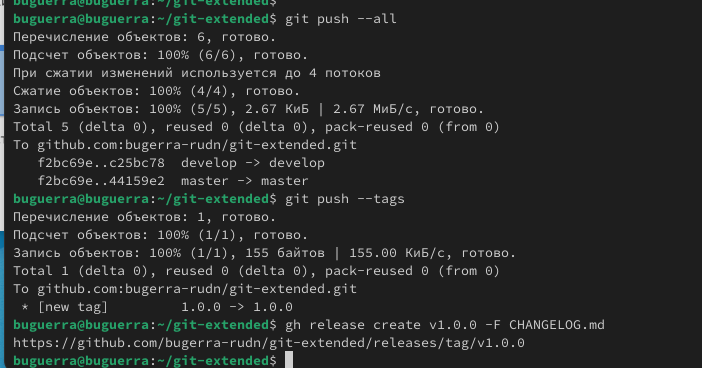 buguerra@buguerra:~/git-extended$
buguerra@buguerra:~/git-extended$ git push --all
Перечисление объектов: 6, готово.
Подсчет объектов: 100% (6/6), готово.
При сжатии изменений используется до 4 потоков
Сжатие объектов: 100% (4/4), готово.
Запись объектов: 100% (5/5), 2.67 КиБ | 2.67 МиБ/с, готово.
Total 5 (delta 0), reused 0 (delta 0), pack-reused 0 (from 0)
To github.com:bugerra-rudn/git-extended.git
   f2bc69e..c25bc78  develop -> develop
   f2bc69e..44159e2  master -> master
buguerra@buguerra:~/git-extended$ git push --tags
Перечисление объектов: 1, готово.
Подсчет объектов: 100% (1/1), готово.
Запись объектов: 100% (1/1), 155 байтов | 155.00 КиБ/с, готово.
Total 1 (delta 0), reused 0 (delta 0), pack-reused 0 (from 0)
To github.com:bugerra-rudn/git-extended.git
 * [new tag]         1.0.0 -> 1.0.0
buguerra@buguerra:~/git-extended$ gh release create v1.0.0 -F CHANGELOG.md
https://github.com/bugerra-rudn/git-extended/releases/tag/v1.0.0
buguerra@buguerra:~/git-extended$